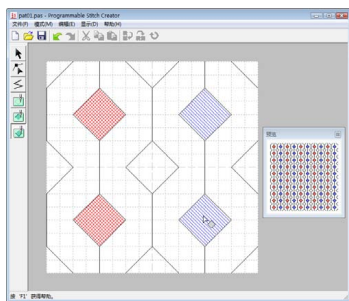 pat01.pas - Programmable Stitch Creator
文件(F) 模式(M) 编辑(E) 显示(D) 帮助(H)
预览
按 'F1' 获得帮助。